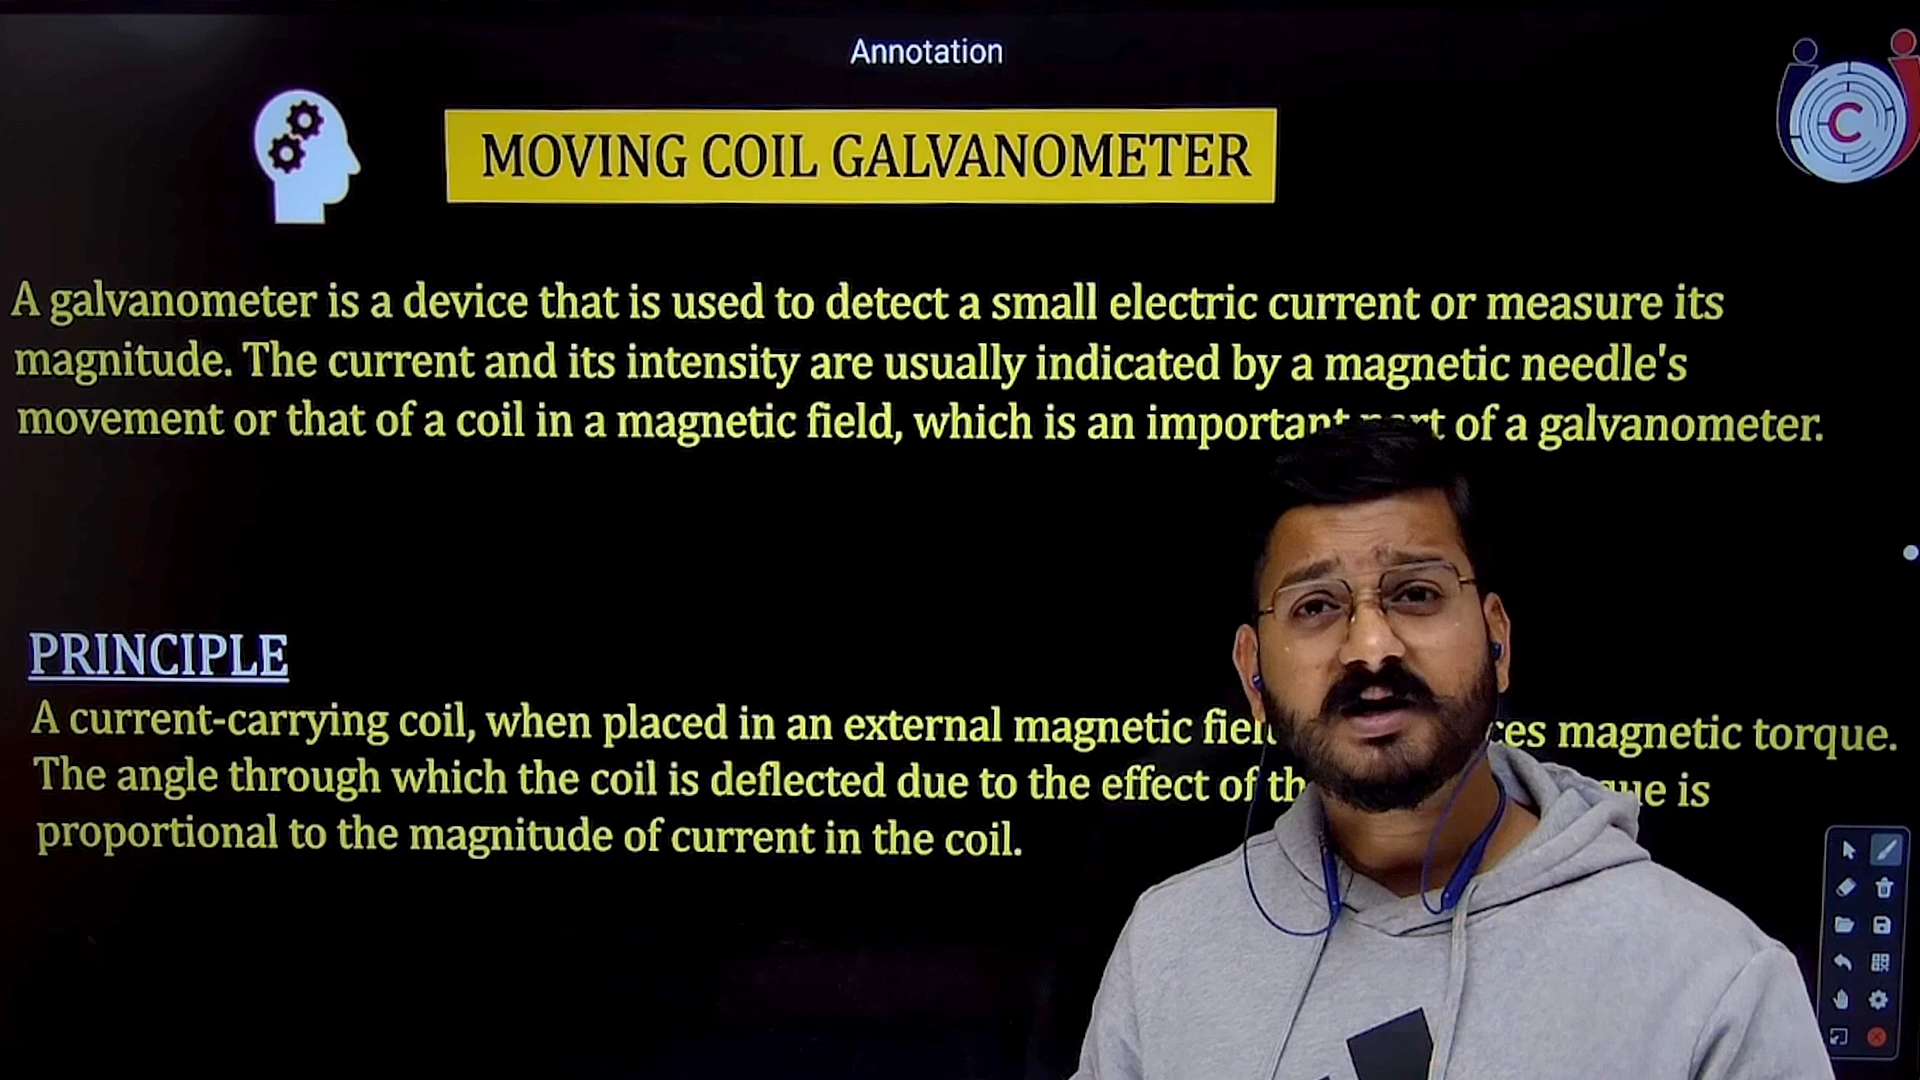 Annotation
MOVING COIL GALVANOMETER
C
A galvanometer is a device that is used to detect a small electric current or measure its
magnitude. The current and its intensity are usually indicated by a magnetic needle's
movement or that of a coil in a magnetic field, which is an important part of a galvanometer.
PRINCIPLE
A current-carrying coil, when placed in an external magnetic magnetic torque.
The angle through which the coil is deflected due to the effect of is
proportional to the magnitude of current in the coil.